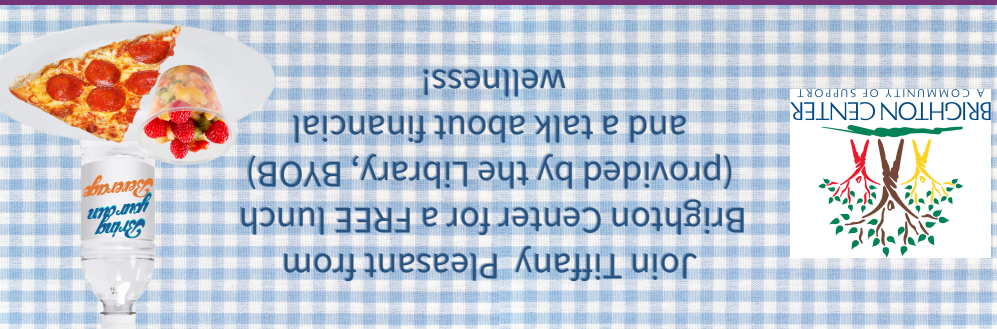 Join Tiffany Pleasant from
Brighton Center for a FREE lunch
(provided by the Library, BYOB)
and a talk about financial
wellness!
BRIGHTON CENTER
A COMMUNITY OF SUPPORT
Bring
your own
Beverage